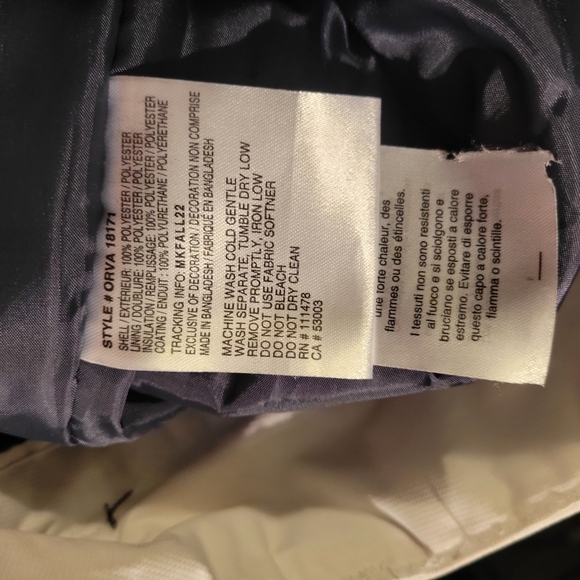 STYLE # ORVA 18171
SHELL / EXTERIEUR: 100% POLYESTER / POLYESTER
LINING / DOUBLURE: 100% POLYESTER / POLYESTER
INSULATION / REMPLISSAGE: 100% POLYESTER / POLYESTER
COATING / ENDUIT : 100% POLYURETHANE / POLYURETHANE
TRACKING INFO: MKFALL22
EXCLUSIVE OF DECORATION / DECORATION NON COMPRISE
MADE IN BANGLADESH / FABRIQUÉ EN BANGLADESH
MACHINE WASH COLD GENTLE
WASH SEPARATE, TUMBLE DRY LOW
REMOVE PROMPTLY, IRON LOW
DO NOT USE FABRIC SOFTNER
DO NOT BLEACH
DO NOT DRY CLEAN
RN # 111478
CA # 53003
une forte chaleur, des
flammes ou des étincelles.
I tessuti non sono resistenti
al fuoco e si sciolgono e
bruciano se esposti a calore
estremo. Evitare di esporre
questo capo a calore forte,
fiamma o scintille.